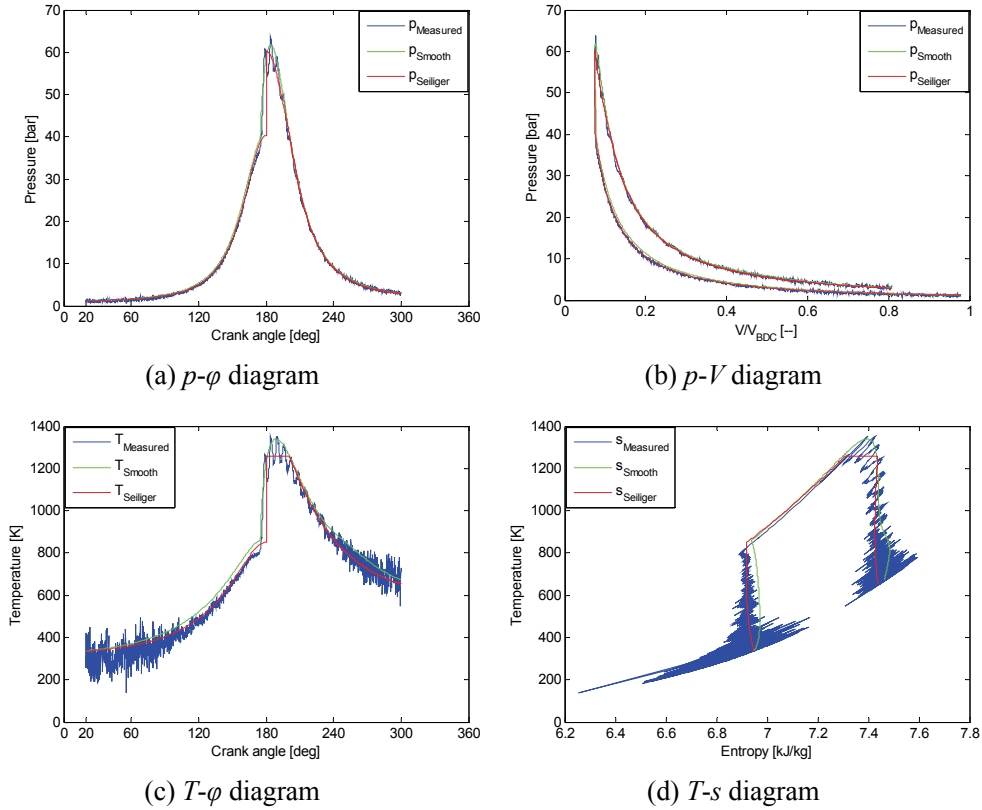 70
60
50
40
30
20
10
0
Pressure [bar]
0 20 60 120 180 240 300 360
Crank angle [deg]
pMeasured
pSmooth
pSeiliger
(a) p-φ diagram
70
60
50
40
30
20
10
0
Pressure [bar]
0 0.2 0.4 0.6 0.8 1
V/VBDC [--]
pMeasured
pSmooth
pSeiliger
(b) p-V diagram
1400
1200
1000
800
600
400
200
0
Temperature [K]
0 20 60 120 180 240 300 360
Crank angle [deg]
TMeasured
TSmooth
TSeiliger
(c) T-φ diagram
1400
1200
1000
800
600
400
200
0
Temperature [K]
6.2 6.4 6.6 6.8 7 7.2 7.4 7.6 7.8
Entropy [kJ/kg]
sMeasured
sSmooth
sSeiliger
(d) T-s diagram